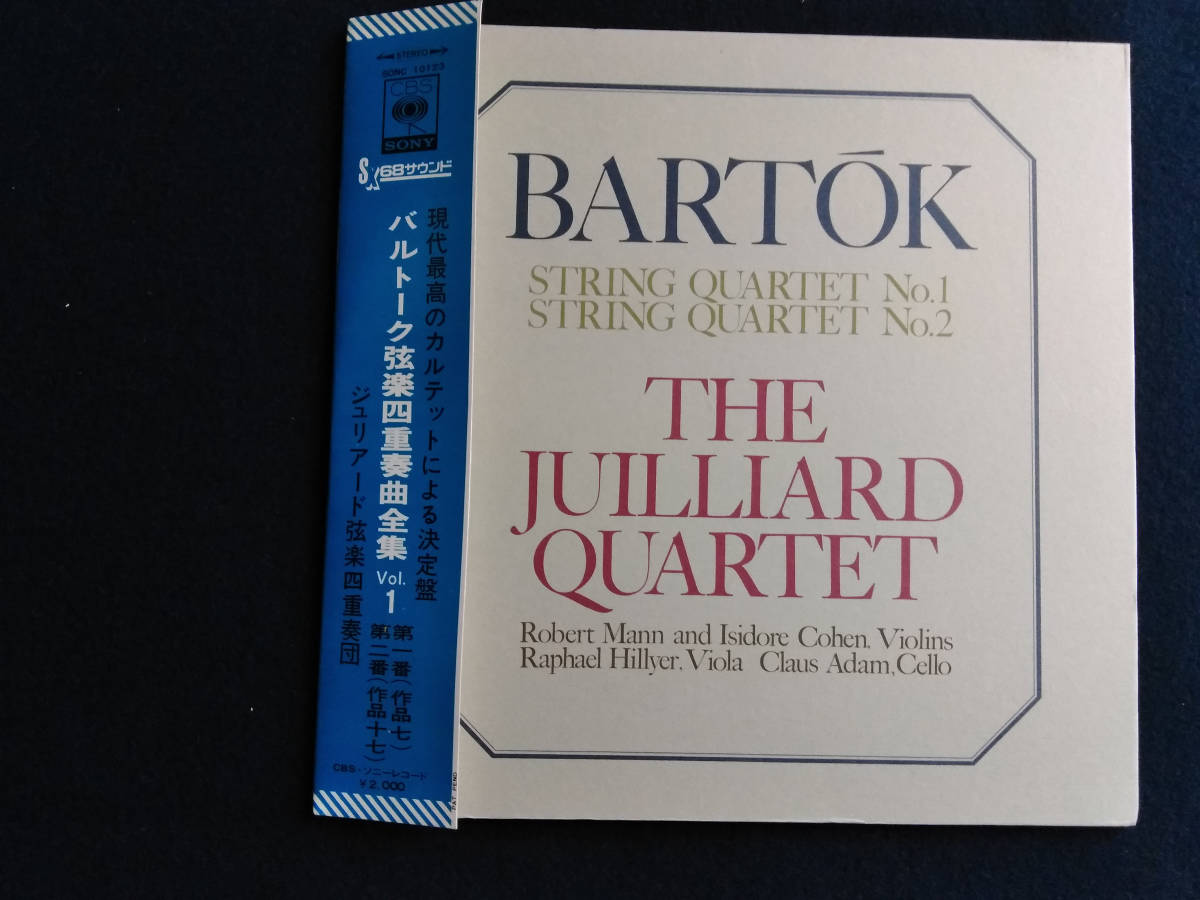 STEREO
SONC 10123
CBS
SONY
SX68サウンド
現代最高のカルテットによる決定盤
バルトーク弦楽四重奏曲全集 Vol. 1
第一番(作品七)
第二番(作品十七)
ジュリアード弦楽四重奏団
CBS・ソニーレコード
¥2,000
PAT. PEND
BARTÓK
STRING QUARTET No.1
STRING QUARTET No.2
THE
JUILLIARD
QUARTET
Robert Mann and Isidore Cohen, Violins
Raphael Hillyer, Viola Claus Adam, Cello